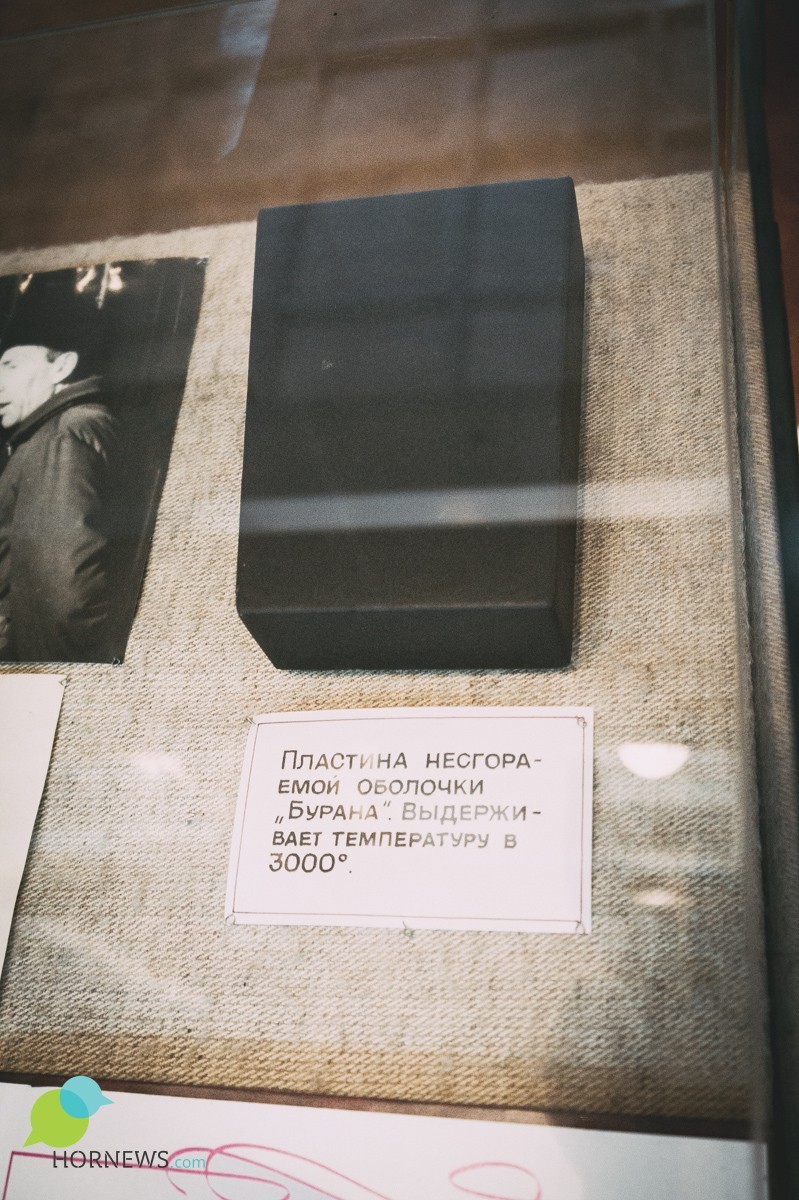 ПЛАСТИНА НЕСГОРА-
ЕМОЙ ОБОЛОЧКИ
„БУРАНА“. ВЫДЕРЖИ-
ВАЕТ ТЕМПЕРАТУРУ В
3000°.
HORNEWS.com